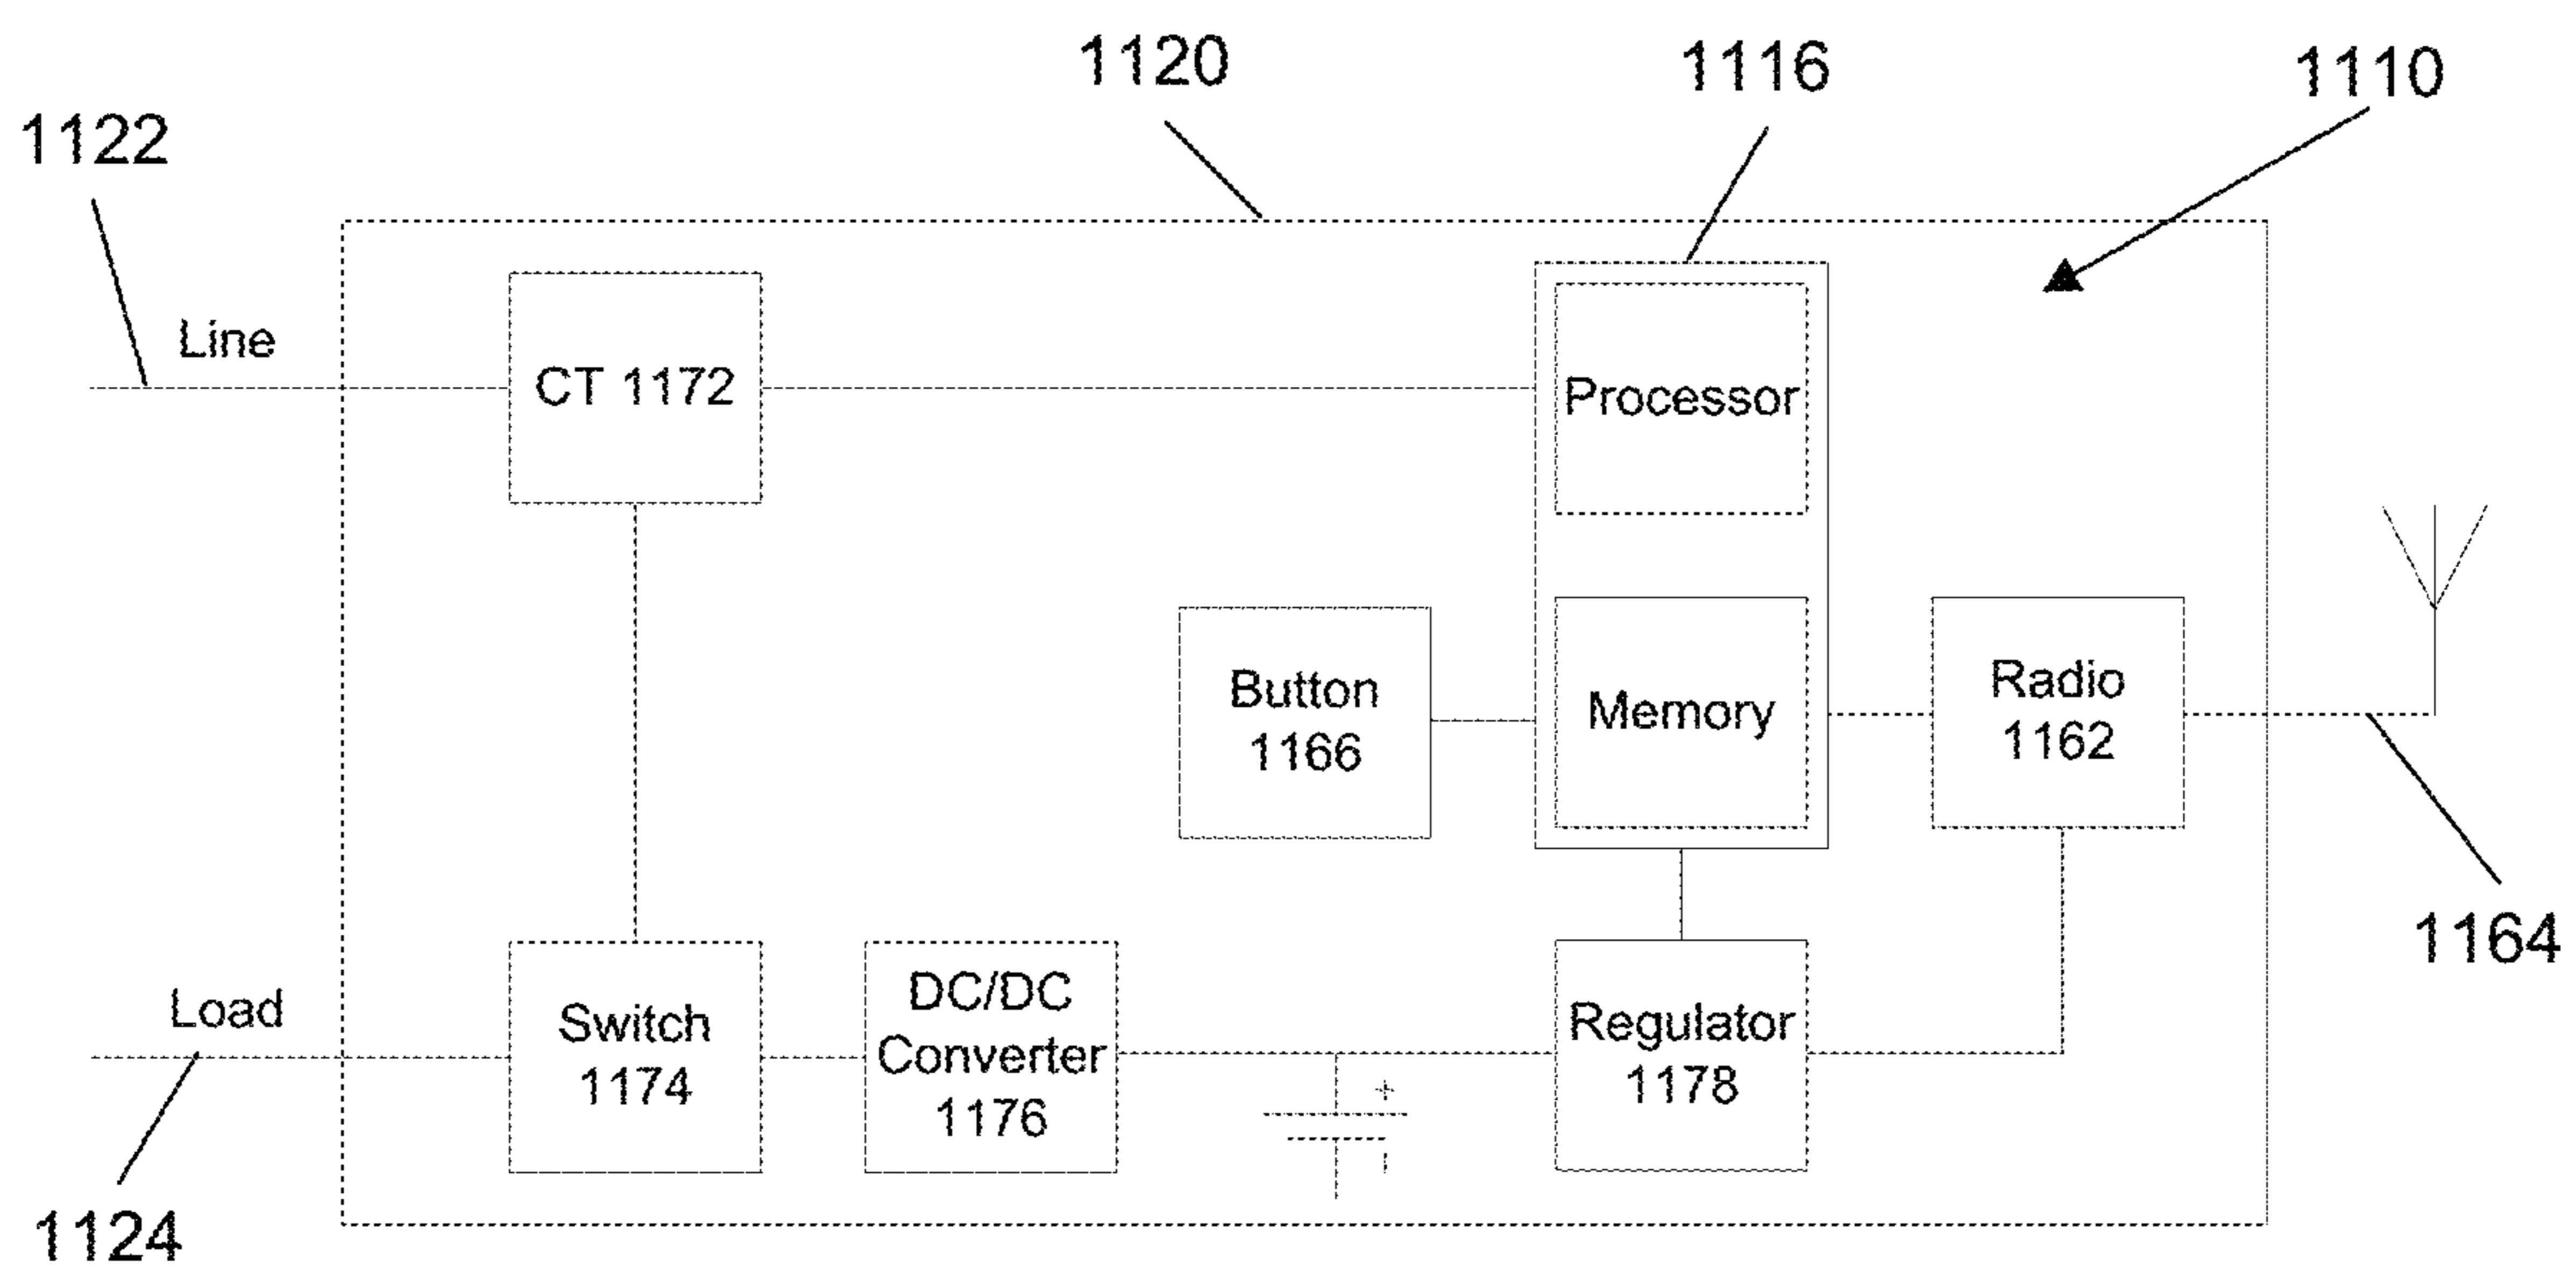 1120
1116
1110
1122
Line
CT 1172
Processor
Button
1166
Memory
Radio
1162
1164
Load
Switch
1174
DC/DC
Converter
1176
+
-
Regulator
1178
1124